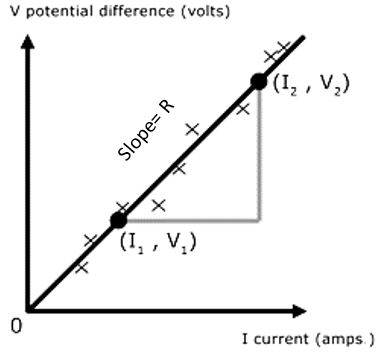 V potential difference (volts)
(I₂ , V₂)
Slope= R
(I₁ , V₁)
0
I current (amps.)